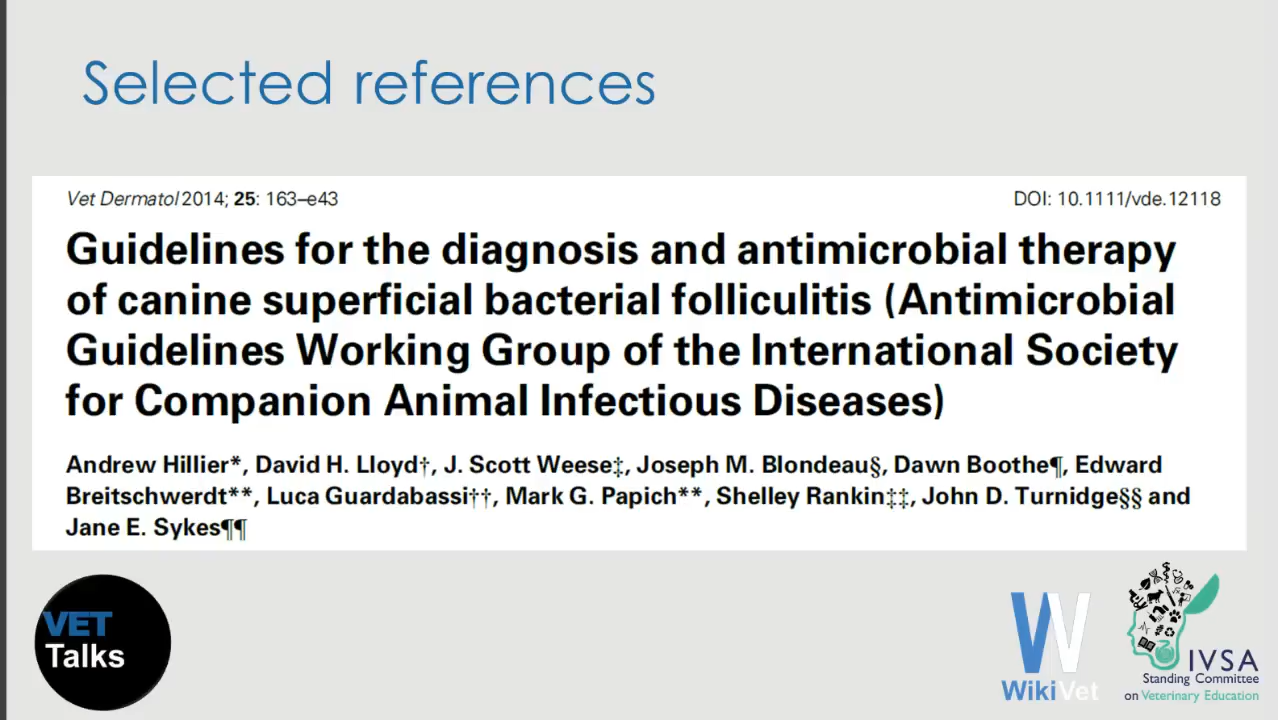 Selected references
Vet Dermatol 2014; 25: 163–e43
DOI: 10.1111/vde.12118
Guidelines for the diagnosis and antimicrobial therapy
of canine superficial bacterial folliculitis (Antimicrobial
Guidelines Working Group of the International Society
for Companion Animal Infectious Diseases)
Andrew Hillier*, David H. Lloyd†, J. Scott Weese‡, Joseph M. Blondeau§, Dawn Boothe¶, Edward
Breitschwerdt**, Luca Guardabassi††, Mark G. Papich**, Shelley Rankin‡‡, John D. Turnidge§§ and
Jane E. Sykes¶¶
VET
Talks
W
WikiVet
IVSA
Standing Committee
on Veterinary Education